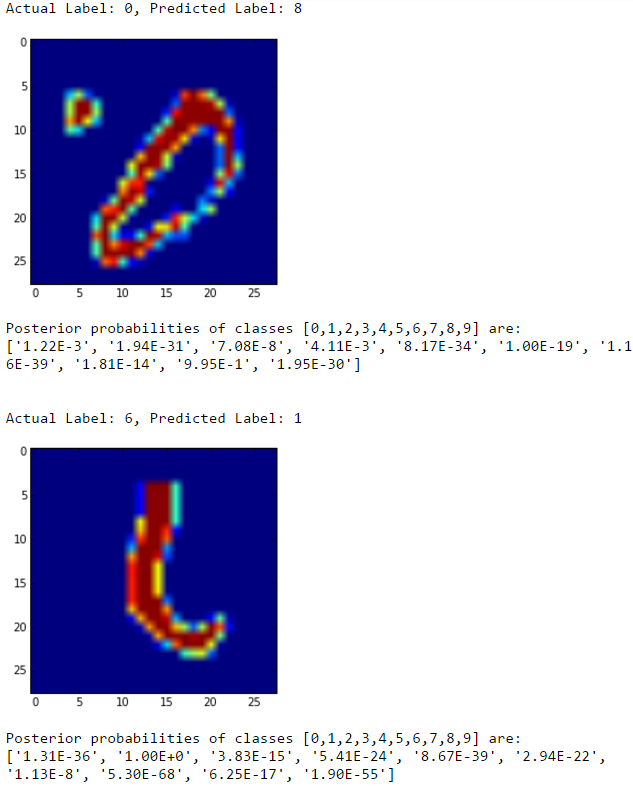 Actual Label: 0, Predicted Label: 8
0
5
10
15
20
25
0 5 10 15 20 25
Posterior probabilities of classes [0,1,2,3,4,5,6,7,8,9] are:
['1.22E-3', '1.94E-31', '7.08E-8', '4.11E-3', '8.17E-34', '1.00E-19', '1.1
6E-39', '1.81E-14', '9.95E-1', '1.95E-30']
Actual Label: 6, Predicted Label: 1
0
5
10
15
20
25
0 5 10 15 20 25
Posterior probabilities of classes [0,1,2,3,4,5,6,7,8,9] are:
['1.31E-36', '1.00E+0', '3.83E-15', '5.41E-24', '8.67E-39', '2.94E-22',
'1.13E-8', '5.30E-68', '6.25E-17', '1.90E-55']